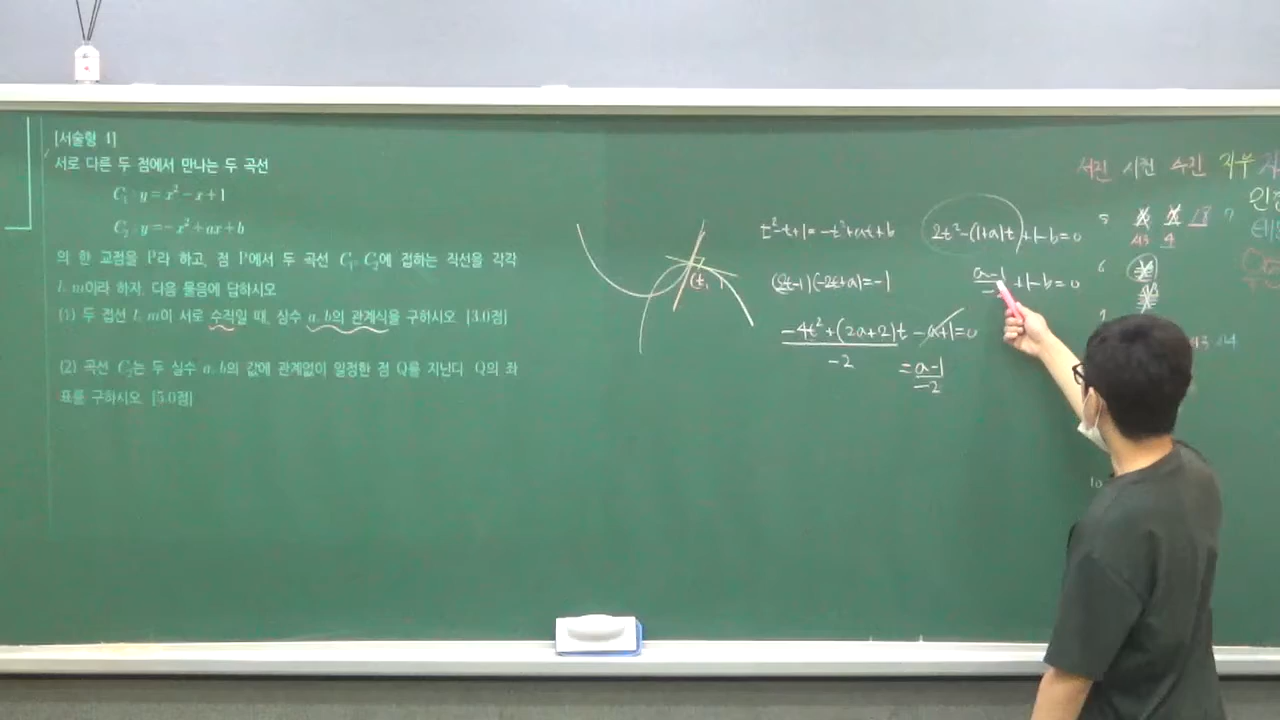 [서술형 4]
서로 다른 두 점에서 만나는 두 곡선
C₁ : y = x² − x + 1
C₂ : y = −x² + ax + b
의 한 교점을 P라 하고, 점 P에서 두 곡선 C₁, C₂에 접하는 직선을 각각
l, m이라 하자. 다음 물음에 답하시오
(1) 두 접선 l, m이 서로 수직일 때, 실수 a, b의 관계식을 구하시오 [3.0점]
(2) 곡선 C₂는 두 실수 a, b의 값에 관계없이 일정한 점 Q를 지난다 Q의 좌
표를 구하시오 [5.0점]
(t,
t²-t+1=-t²+at+b
(2t-1)(-2t+a)=-1
-4t²+(2a+2)t -a+1=0
-2
= a-1
-2
2t²-(1+a)t+1-b=0
a-1
+1-b=0
수진
18
4
6
10